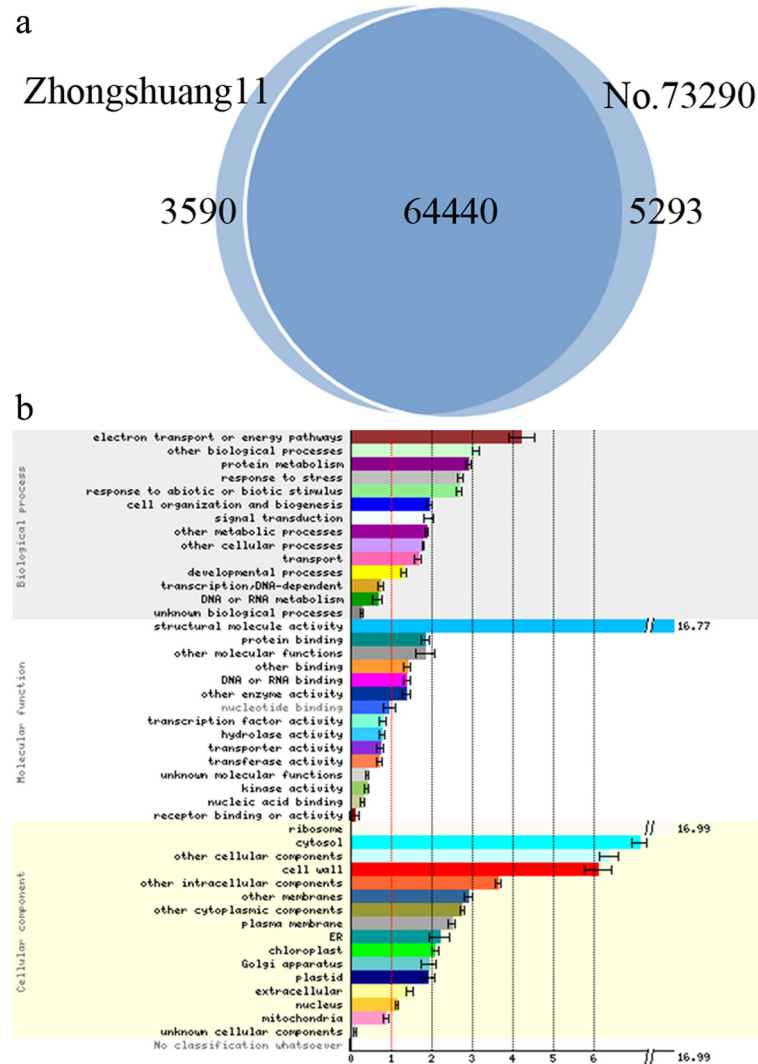 a
Zhongshuang11
No.73290
3590
64440
5293
b
Biological process
electron transport or energy pathways
other biological processes
protein metabolism
response to stress
response to abiotic or biotic stimulus
cell organization and biogenesis
signal transduction
other metabolic processes
other cellular processes
transport
developmental processes
transcription,DNA-dependent
DNA or RNA metabolism
unknown biological processes
Molecular function
structural molecule activity 16.77
protein binding
other molecular functions
other binding
DNA or RNA binding
other enzyme activity
nucleotide binding
transcription factor activity
hydrolase activity
transporter activity
transferase activity
unknown molecular functions
kinase activity
nucleic acid binding
receptor binding or activity
Cellular component
ribosome 16.99
cytosol
other cellular components
cell wall
other intracellular components
other membranes
other cytoplasmic components
plasma membrane
ER
chloroplast
Golgi apparatus
plastid
extracellular
nucleus
mitochondria
unknown cellular components
No classification whatsoever
0 1 2 3 4 5 6 16.99